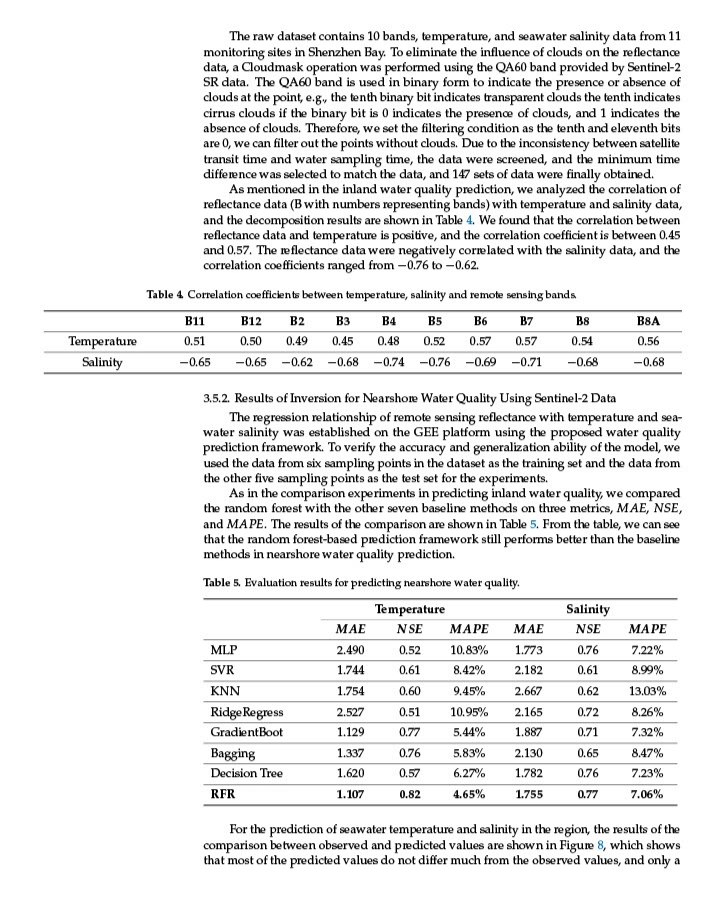 The raw dataset contains 10 bands, temperature, and seawater salinity data from 11
monitoring sites in Shenzhen Bay. To eliminate the influence of clouds on the reflectance
data, a Cloudmask operation was performed using the QA60 band provided by Sentinel-2
SR data. The QA60 band is used in binary form to indicate the presence or absence of
clouds at the point, e.g., the tenth binary bit indicates transparent clouds the tenth indicates
cirrus clouds if the binary bit is 0 indicates the presence of clouds, and 1 indicates the
absence of clouds. Therefore, we set the filtering condition as the tenth and eleventh bits
are 0, we can filter out the points without clouds. Due to the inconsistency between satellite
transit time and water sampling time, the data were screened, and the minimum time
difference was selected to match the data, and 147 sets of data were finally obtained.
As mentioned in the inland water quality prediction, we analyzed the correlation of
reflectance data (B with numbers representing bands) with temperature and salinity data,
and the decomposition results are shown in Table 4. We found that the correlation between
reflectance data and temperature is positive, and the correlation coefficient is between 0.45
and 0.57. The reflectance data were negatively correlated with the salinity data, and the
correlation coefficients ranged from −0.76 to −0.62.
Table 4. Correlation coefficients between temperature, salinity and remote sensing bands.
B11 B12 B2 B3 B4 B5 B6 B7 B8 B8A
Temperature 0.51 0.50 0.49 0.45 0.48 0.52 0.57 0.57 0.54 0.56
Salinity −0.65 −0.65 −0.62 −0.68 −0.74 −0.76 −0.69 −0.71 −0.68 −0.68
3.5.2. Results of Inversion for Nearshore Water Quality Using Sentinel-2 Data
The regression relationship of remote sensing reflectance with temperature and sea-
water salinity was established on the GEE platform using the proposed water quality
prediction framework. To verify the accuracy and generalization ability of the model, we
used the data from six sampling points in the dataset as the training set and the data from
the other five sampling points as the test set for the experiments.
As in the comparison experiments in predicting inland water quality, we compared
the random forest with the other seven baseline methods on three metrics, MAE, NSE,
and MAPE. The results of the comparison are shown in Table 5. From the table, we can see
that the random forest-based prediction framework still performs better than the baseline
methods in nearshore water quality prediction.
Table 5. Evaluation results for predicting nearshore water quality.
Temperature Salinity
MAE NSE MAPE MAE NSE MAPE
MLP 2.490 0.52 10.83% 1.773 0.76 7.22%
SVR 1.744 0.61 8.42% 2.182 0.61 8.99%
KNN 1.754 0.60 9.45% 2.667 0.62 13.03%
RidgeRegress 2.527 0.51 10.95% 2.165 0.72 8.26%
GradientBoot 1.129 0.77 5.44% 1.887 0.71 7.32%
Bagging 1.337 0.76 5.83% 2.130 0.65 8.47%
Decision Tree 1.620 0.57 6.27% 1.782 0.76 7.23%
RFR 1.107 0.82 4.65% 1.755 0.77 7.06%
For the prediction of seawater temperature and salinity in the region, the results of the
comparison between observed and predicted values are shown in Figure 8, which shows
that most of the predicted values do not differ much from the observed values, and only a